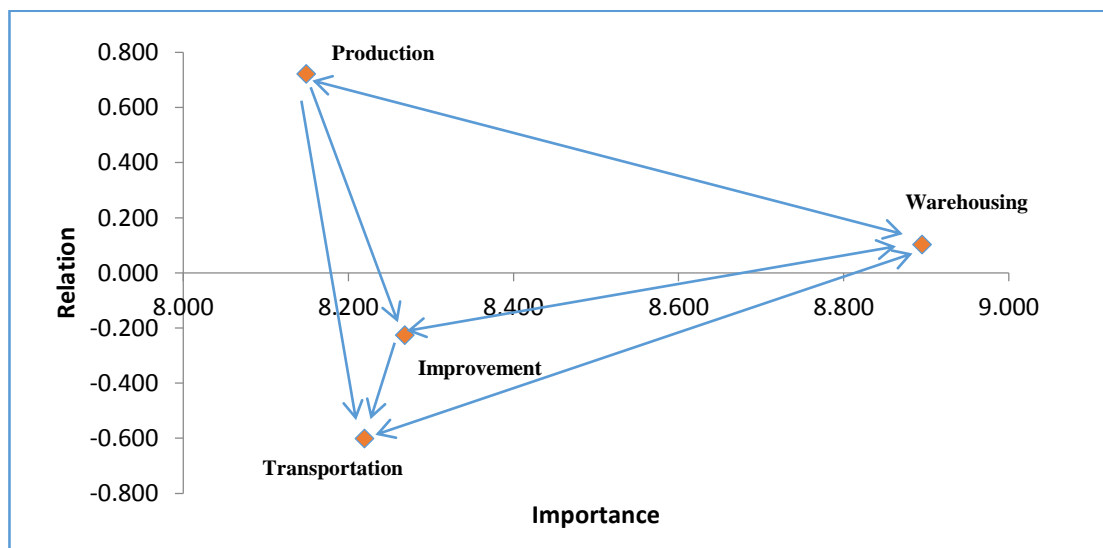 0.800
Production
0.600
0.400
Warehousing
0.200
0.000
8.000 8.200 8.400 8.600 8.800 9.000
Relation
-0.200
Improvement
-0.400
-0.600
Transportation
-0.800
Importance